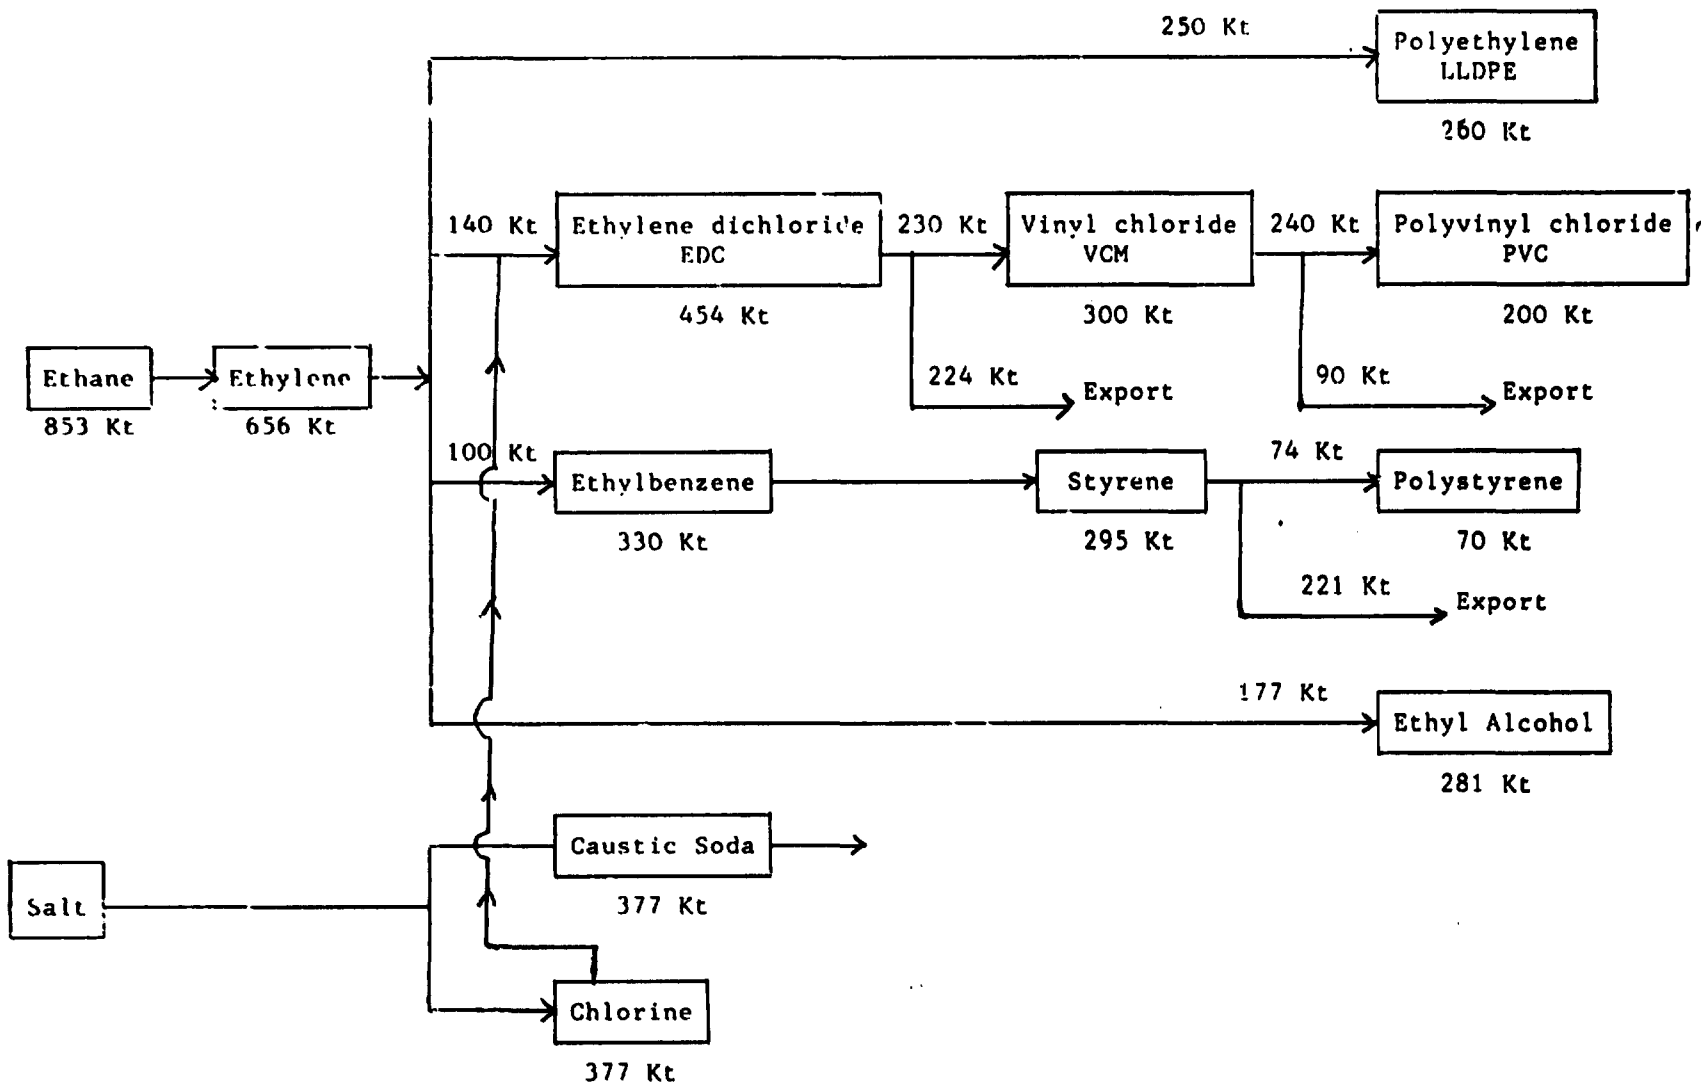 250 Kt
Polyethylene
LLDPE
260 Kt
140 Kt
Ethylene dichloride
EDC
454 Kt
230 Kt
Vinyl chloride
VCM
300 Kt
240 Kt
Polyvinyl chloride
PVC
200 Kt
224 Kt
Export
90 Kt
Export
Ethane
853 Kt
Ethylene
656 Kt
100 Kt
Ethylbenzene
330 Kt
Styrene
295 Kt
74 Kt
Polystyrene
70 Kt
221 Kt
Export
177 Kt
Ethyl Alcohol
281 Kt
Salt
Caustic Soda
377 Kt
Chlorine
377 Kt